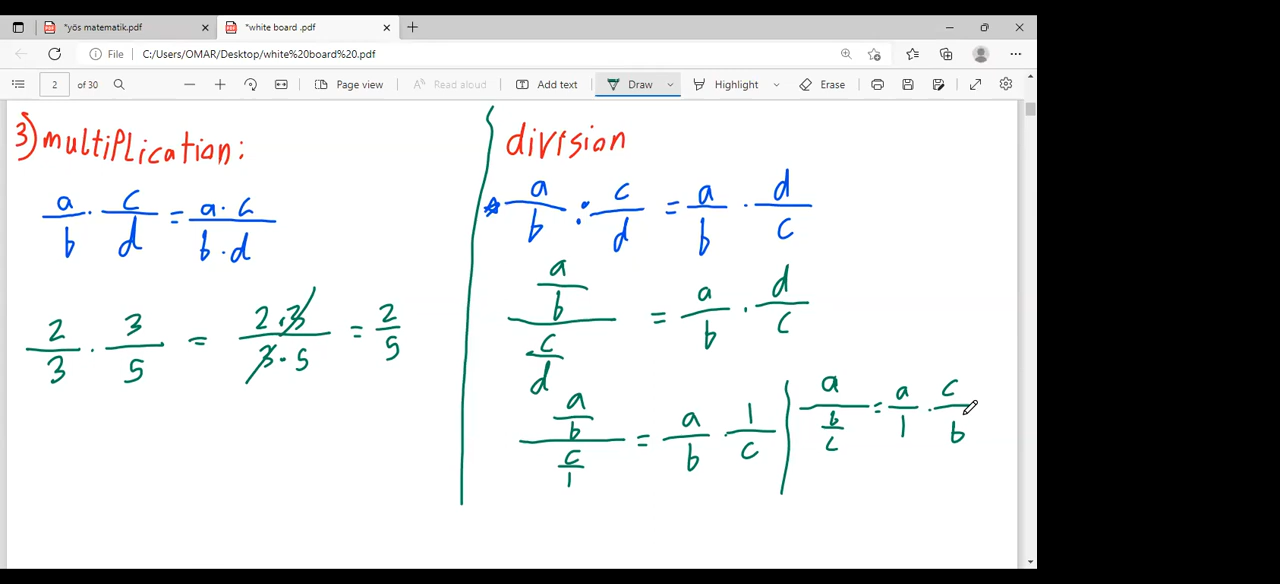 *yös matematik.pdf
*white board .pdf
File C:/Users/OMAR/Desktop/white%20board%20.pdf
2 of 30 Page view Read aloud Add text Draw Highlight Erase
3) multiplication:
a/b · c/d = a · c / b · d
2/3 · 3/5 = 2 · 3 / 3 · 5 = 2/5
division
* a/b : c/d = a/b · d/c
(a/b) / (c/d) = a/b · d/c
(a/b) / (c/1) = a/b · 1/c
a / (b/c) = a/1 · c/b